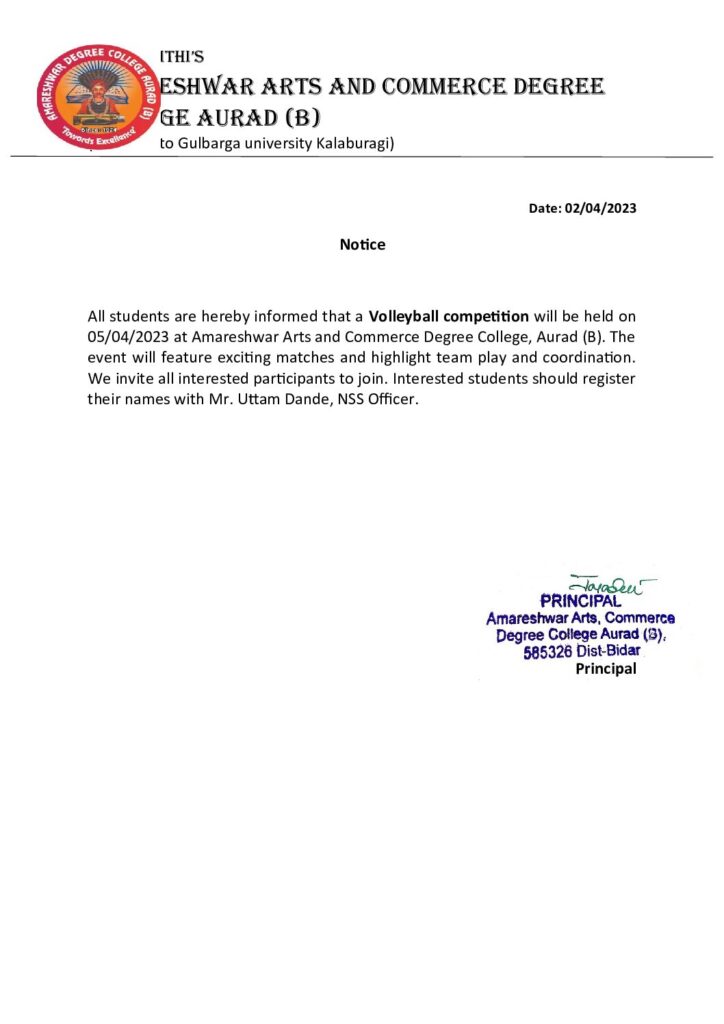 AMARESHWAR DEGREE COLLEGE AURAD (B)
"Towards Excellence"
ITHI'S
ESHWAR ARTS AND COMMERCE DEGREE
GE AURAD (B)
to Gulbarga university Kalaburagi)
Date: 02/04/2023
Notice
All students are hereby informed that a Volleyball competition will be held on
05/04/2023 at Amareshwar Arts and Commerce Degree College, Aurad (B). The
event will feature exciting matches and highlight team play and coordination.
We invite all interested participants to join. Interested students should register
their names with Mr. Uttam Dande, NSS Officer.
PRINCIPAL
Amareshwar Arts, Commerce
Degree College Aurad (B),
585326 Dist-Bidar
Principal